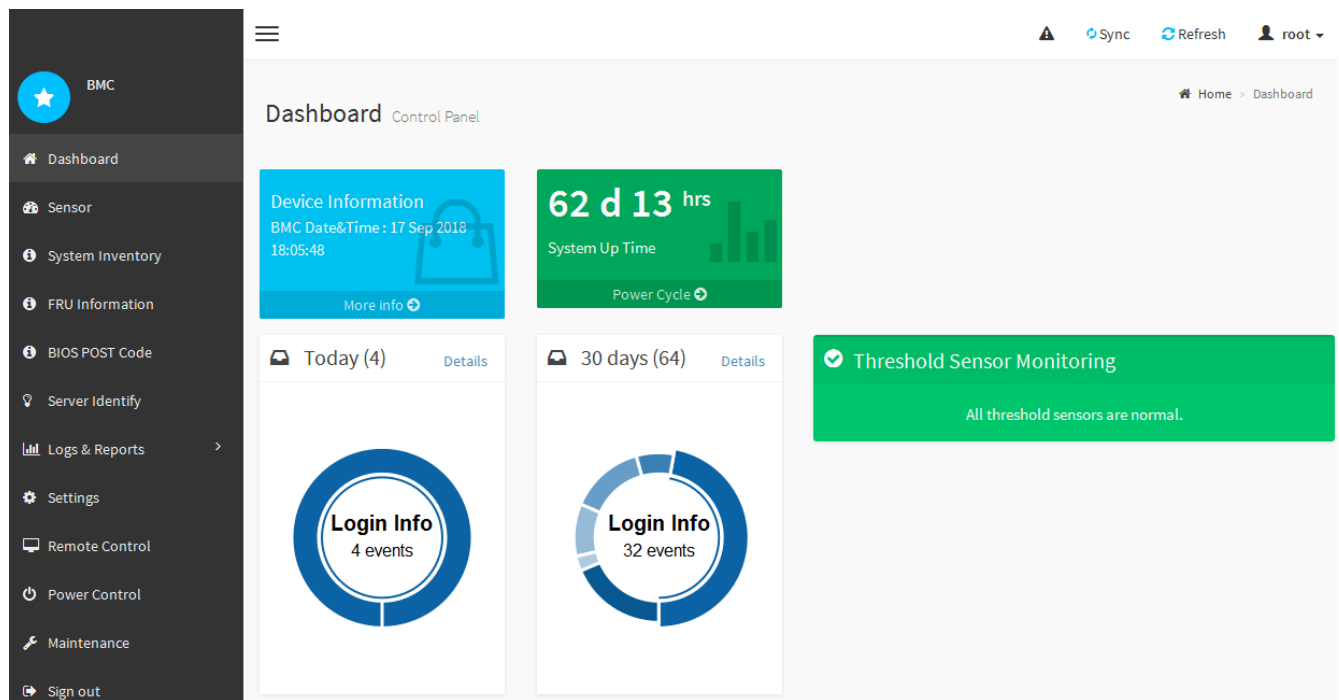 Sync
Refresh
root
BMC
Home > Dashboard
Dashboard Control Panel
Dashboard
Sensor
System Inventory
FRU Information
BIOS POST Code
Server Identify
Logs & Reports
Settings
Remote Control
Power Control
Maintenance
Sign out
Device Information
BMC Date&Time : 17 Sep 2018
18:05:48
More info
62 d 13 hrs
System Up Time
Power Cycle
Today (4) Details
Login Info
4 events
30 days (64) Details
Login Info
32 events
Threshold Sensor Monitoring
All threshold sensors are normal.